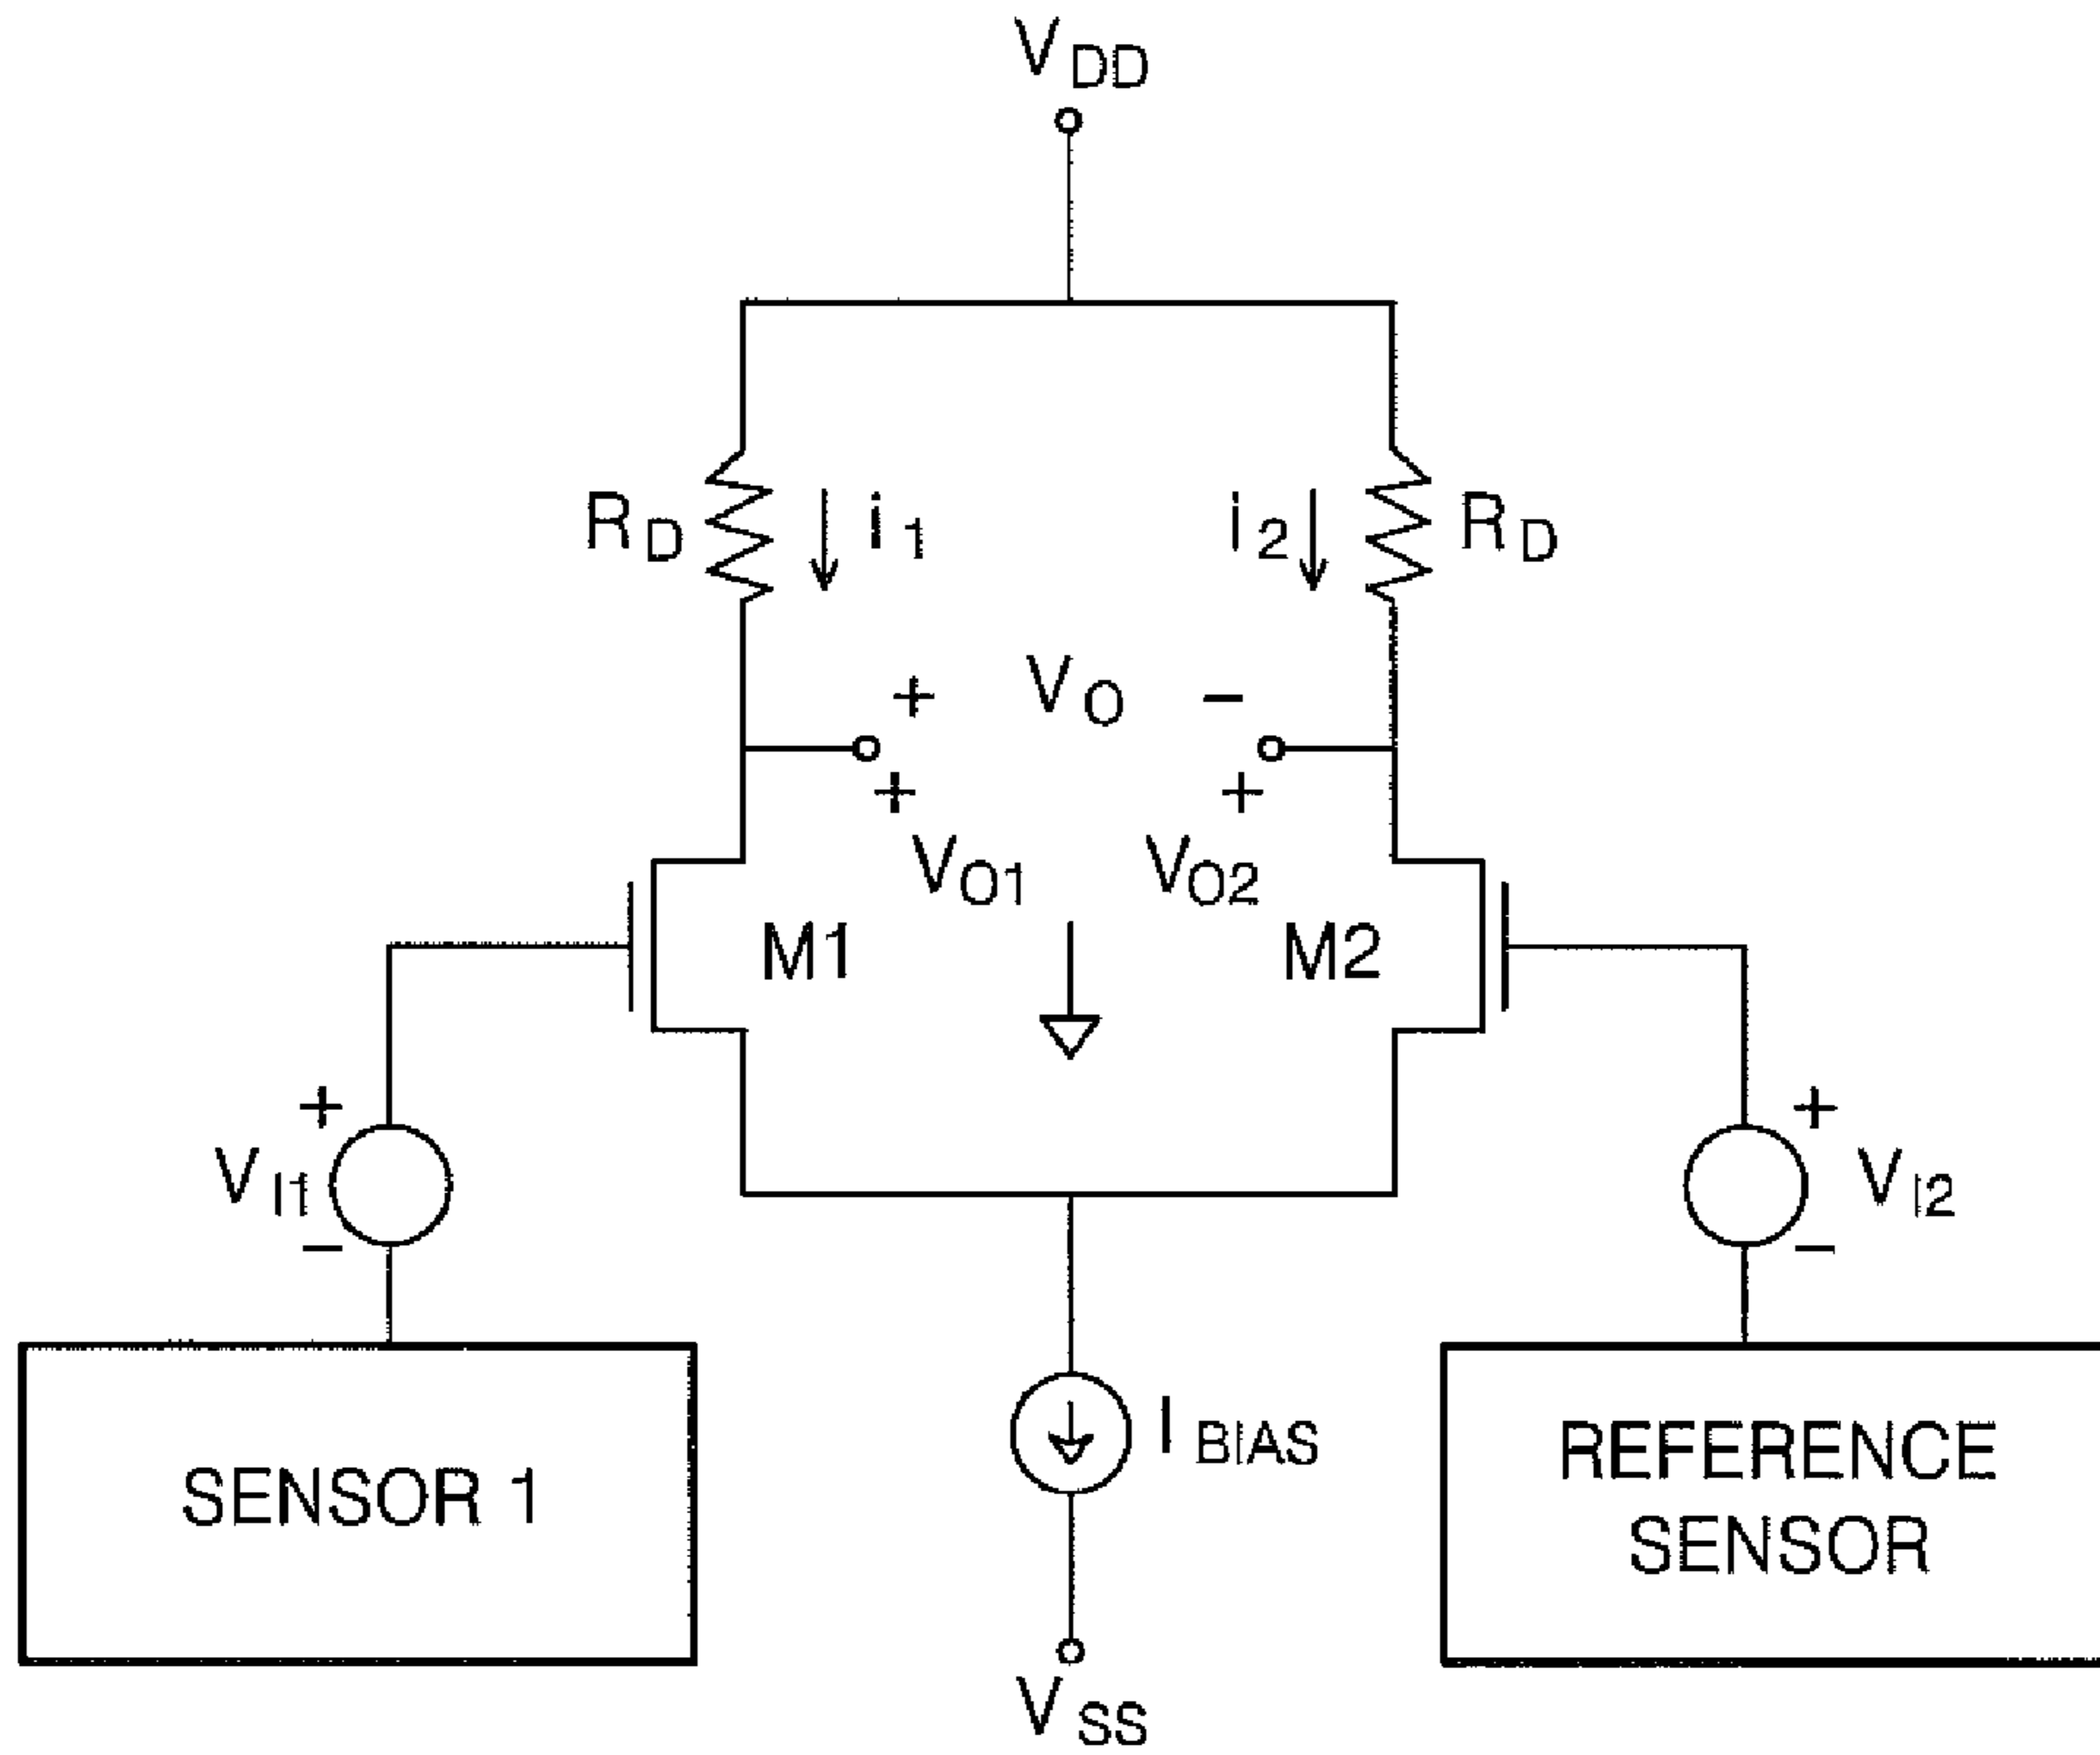 VDD
RD i1 i2 RD
+ VO −
+ +
VO1 VO2
M1 M2
+ +
VI1 VI2
− −
IBIAS
SENSOR 1
REFERENCE
SENSOR
VSS